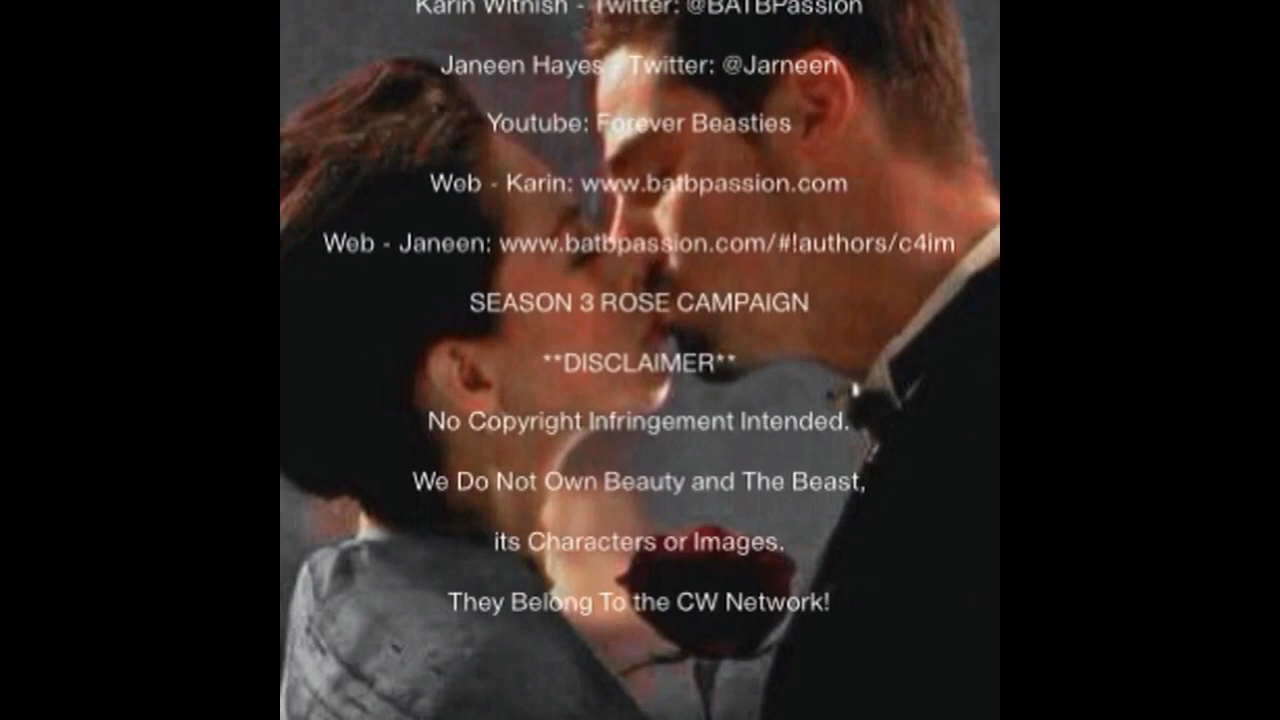 Karin Witnish - Twitter: @BATBPassion
Janeen Hayes - Twitter: @Jarneen
Youtube: Forever Beasties
Web - Karin: www.batbpassion.com
Web - Janeen: www.batbpassion.com/#!authors/c4im
SEASON 3 ROSE CAMPAIGN
**DISCLAIMER**
No Copyright Infringement Intended.
We Do Not Own Beauty and The Beast,
its Characters or Images.
They Belong To the CW Network!